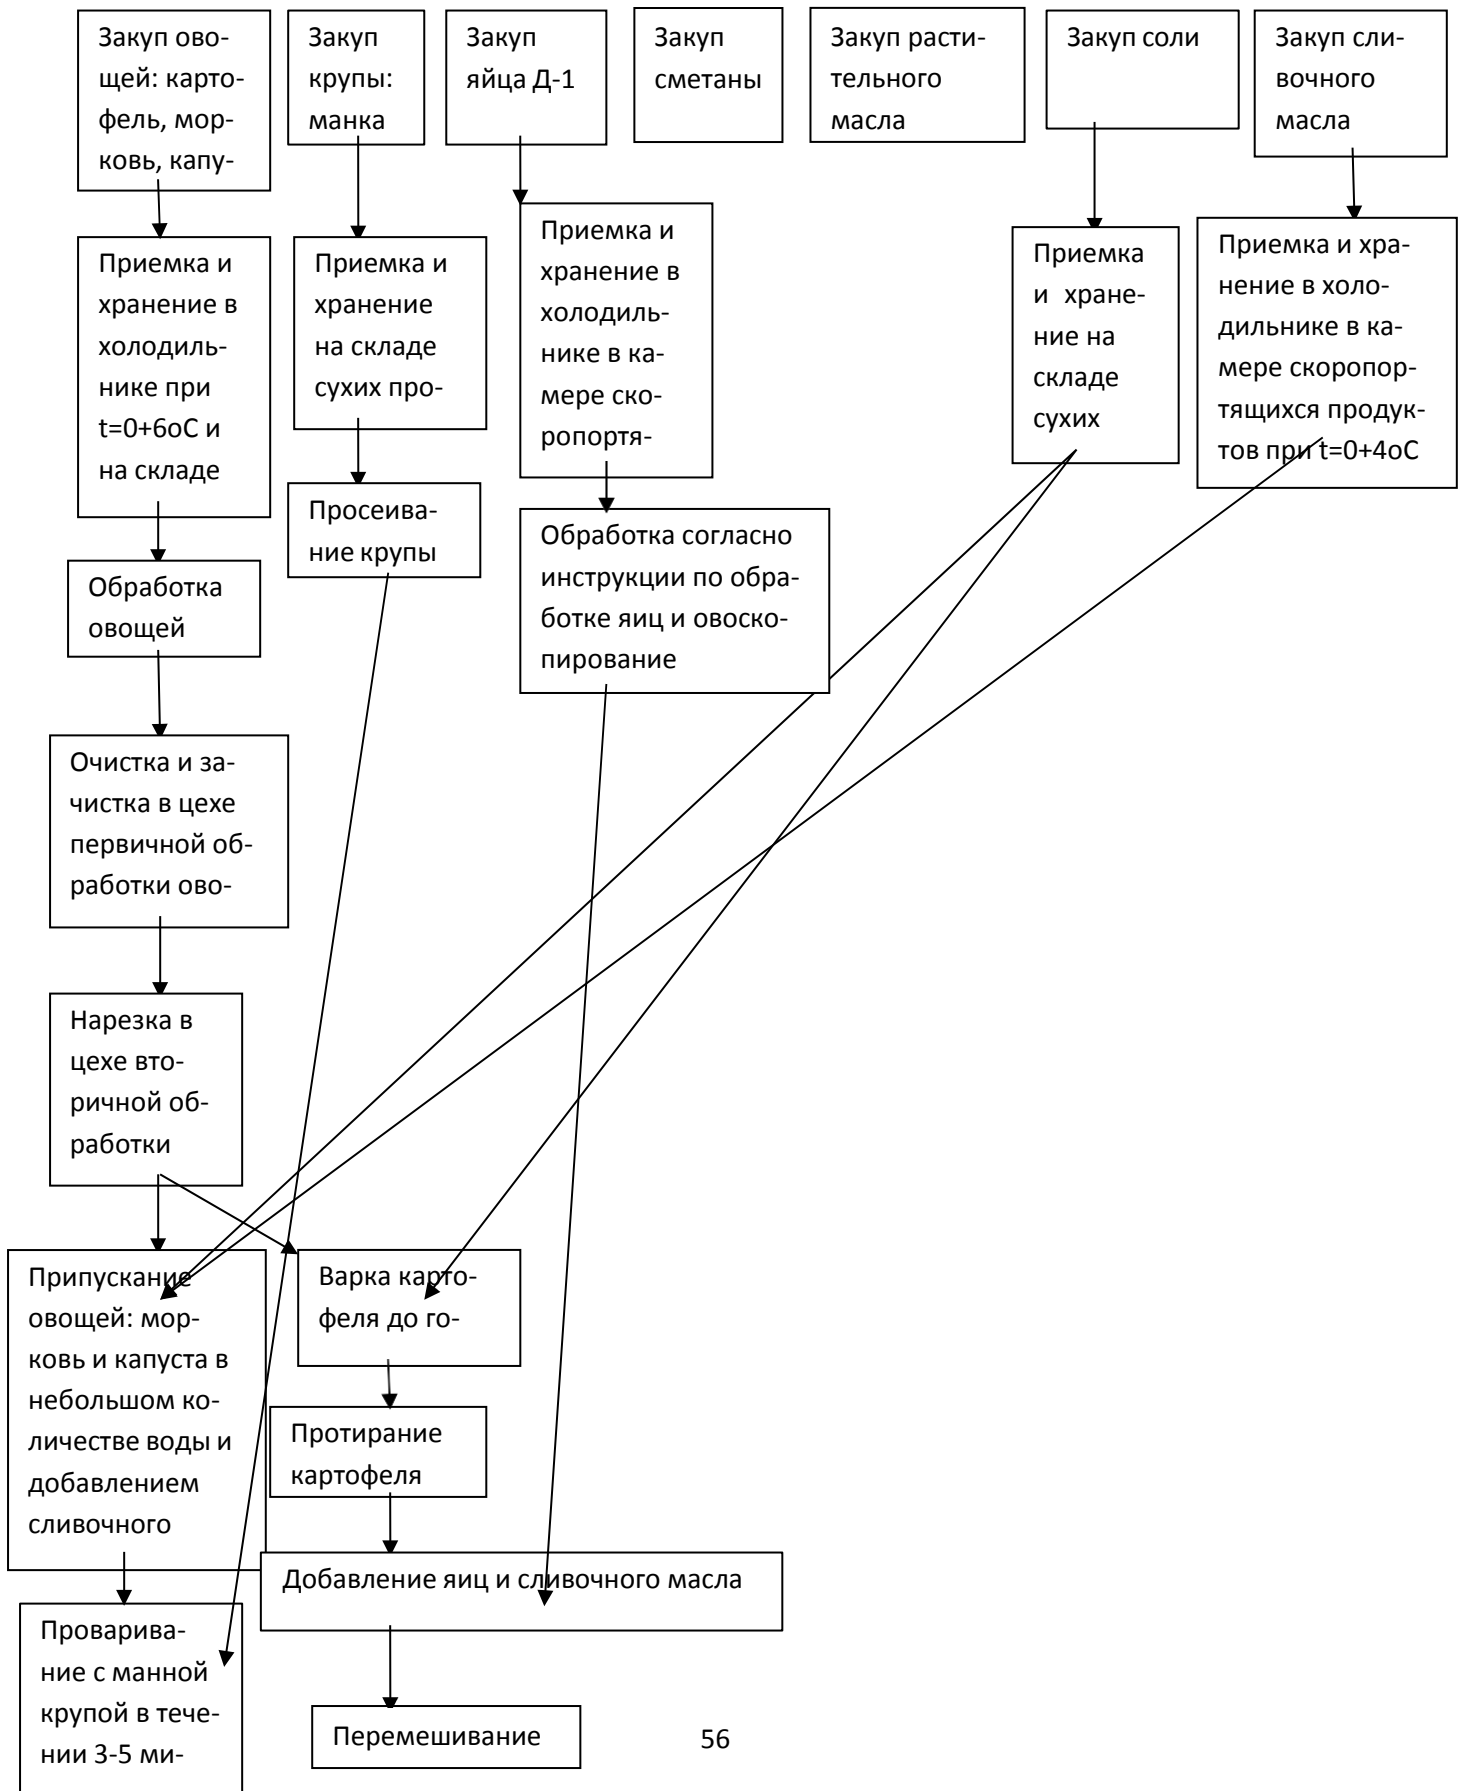 Закуп ово-
щей: карто-
фель, мор-
ковь, капу-
Закуп
крупы:
манка
Закуп
яйца Д-1
Закуп
сметаны
Закуп расти-
тельного
масла
Закуп соли
Закуп сли-
вочного
масла
Приемка и
хранение в
холодиль-
нике при
t=0+6оС и
на складе
Приемка и
хранение
на складе
сухих про-
Приемка и
хранение в
холодиль-
нике в ка-
мере ско-
ропортя-
Приемка
и хране-
ние на
складе
сухих
Приемка и хра-
нение в холо-
дильнике в ка-
мере скоропор-
тящихся продук-
тов при t=0+4оС
Просеива-
ние крупы
Обработка согласно
инструкции по обра-
ботке яиц и овоско-
пирование
Обработка
овощей
Очистка и за-
чистка в цехе
первичной об-
работки ово-
Нарезка в
цехе вто-
ричной об-
работки
Припускание
овощей: мор-
ковь и капуста в
небольшом ко-
личестве воды и
добавлением
сливочного
Варка карто-
феля до го-
Протирание
картофеля
Добавление яиц и сливочного масла
Проварива-
ние с манной
крупой в тече-
нии 3-5 ми-
Перемешивание
56